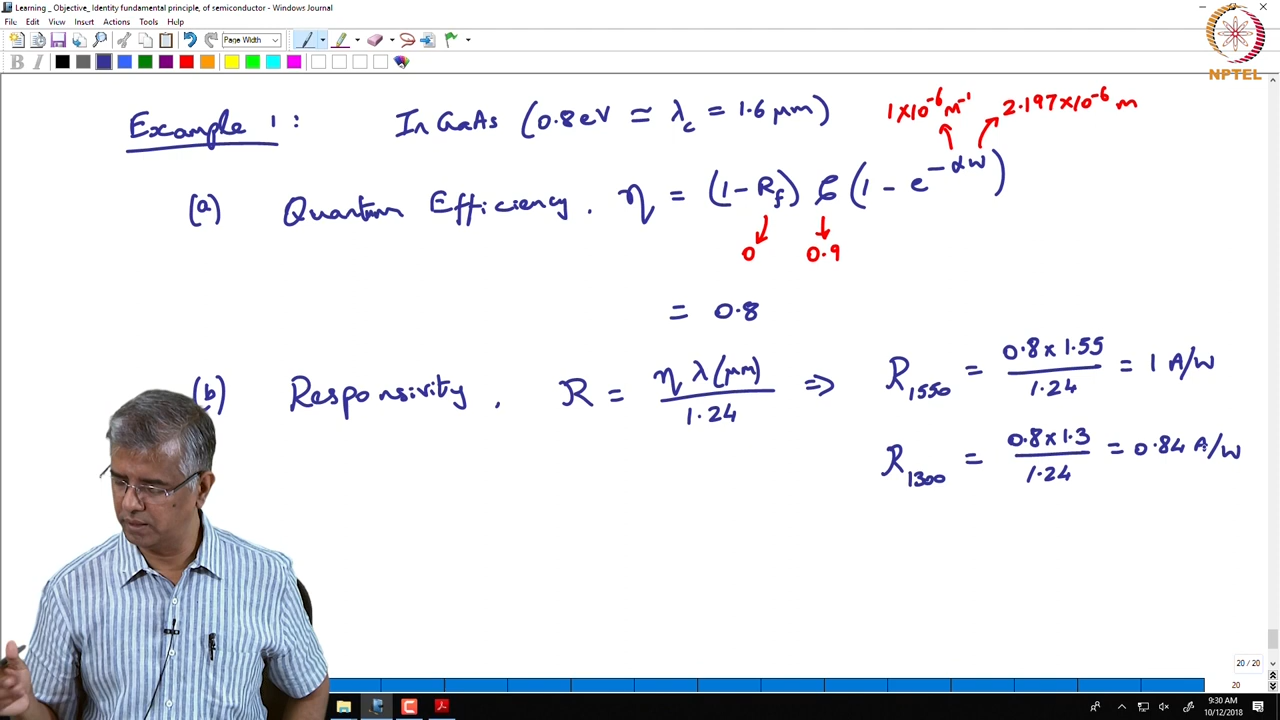 Learning _ Objective_ Identity fundamental principle, of semiconductor - Windows Journal
File Edit View Insert Actions Tools Help
Page Width
B I
NPTEL
Example 1 : InGaAs (0.8eV ≃ λc = 1.6 μm)
1×10⁻⁶ m⁻¹ 2.197×10⁻⁶ m
(a) Quantum Efficiency, η = (1 - Rf) ζ (1 - e^-αw)
0 0.9
= 0.8
(b) Responsivity, R = η λ(μm) / 1.24 ⇒ R1550 = 0.8 × 1.55 / 1.24 = 1 A/W
R1300 = 0.8 × 1.3 / 1.24 = 0.84 A/W
20 / 20
20
9:30 AM
10/12/2018